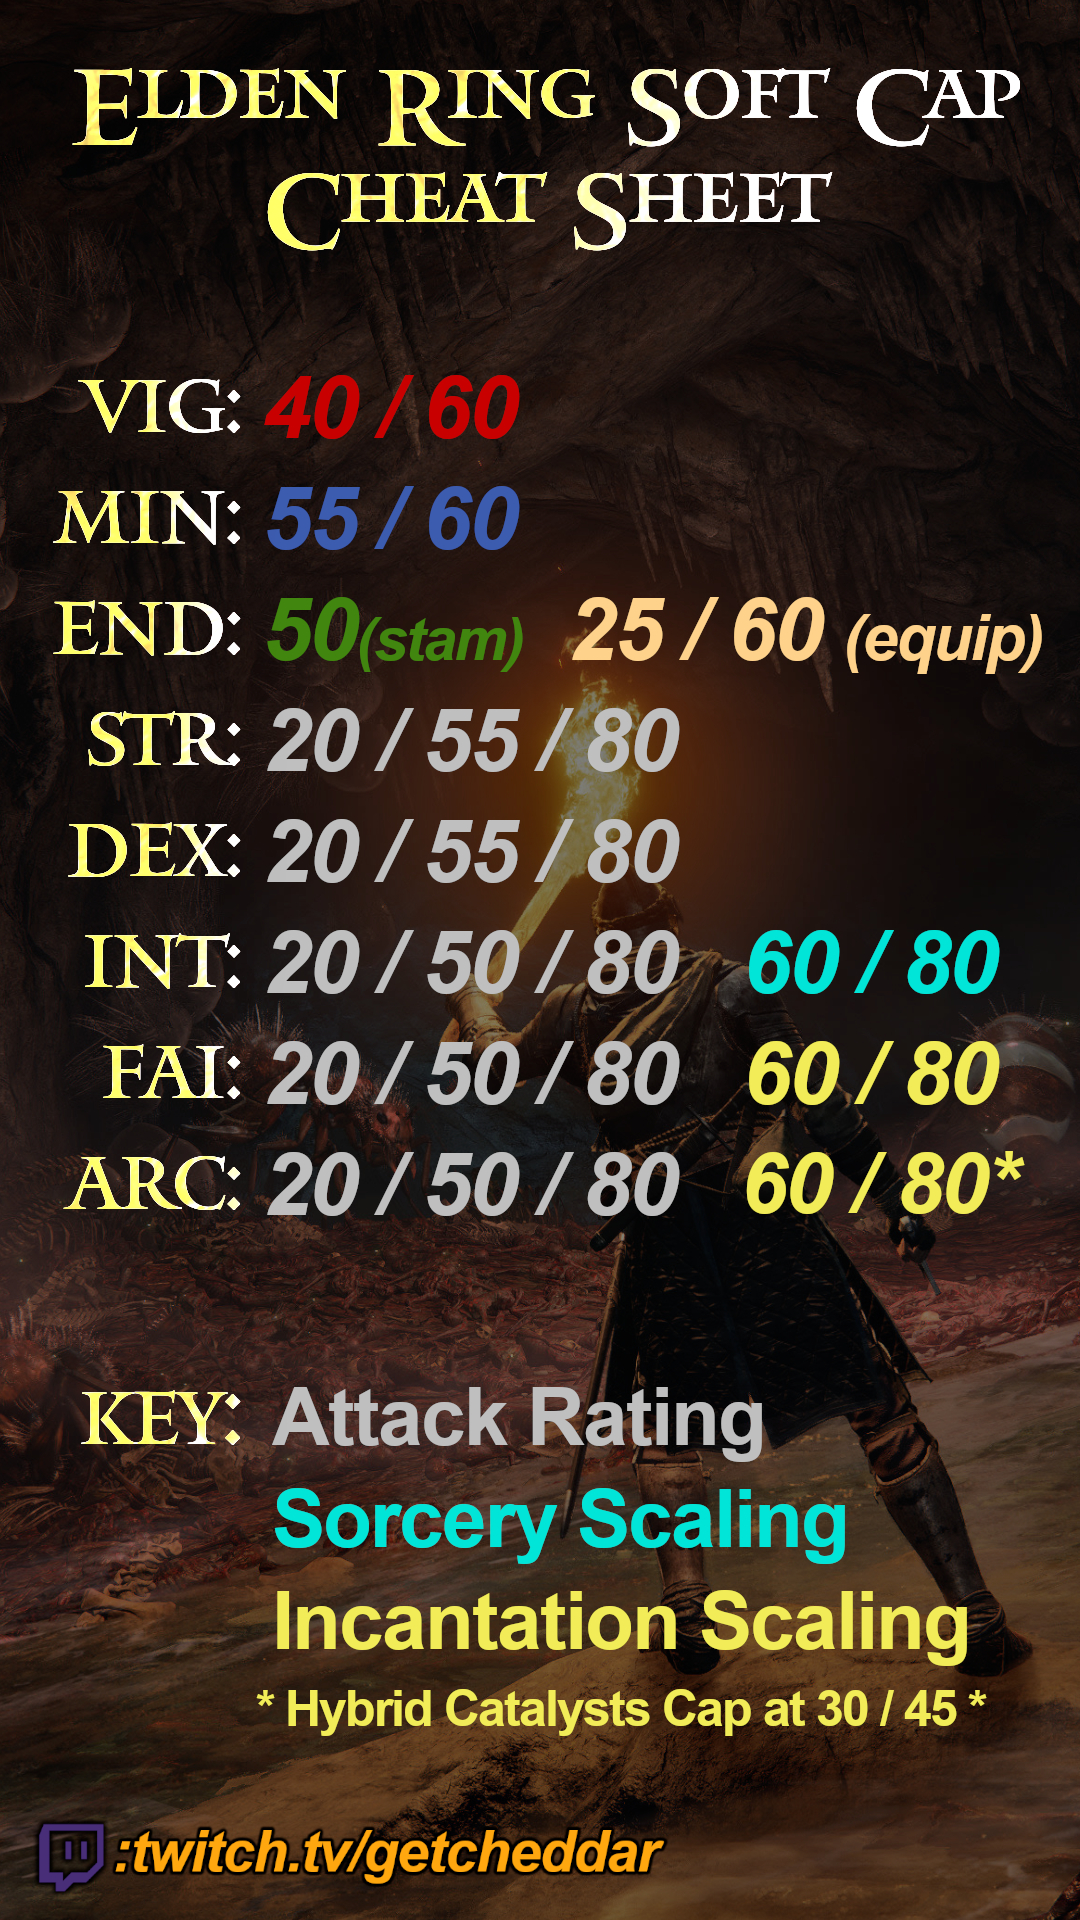 Elden Ring Soft Cap
Cheat Sheet
VIG: 40 / 60
MIN: 55 / 60
END: 50(stam) 25 / 60 (equip)
STR: 20 / 55 / 80
DEX: 20 / 55 / 80
INT: 20 / 50 / 80 60 / 80
FAI: 20 / 50 / 80 60 / 80
ARC: 20 / 50 / 80 60 / 80*
KEY: Attack Rating
Sorcery Scaling
Incantation Scaling
* Hybrid Catalysts Cap at 30 / 45 *
:twitch.tv/getcheddar